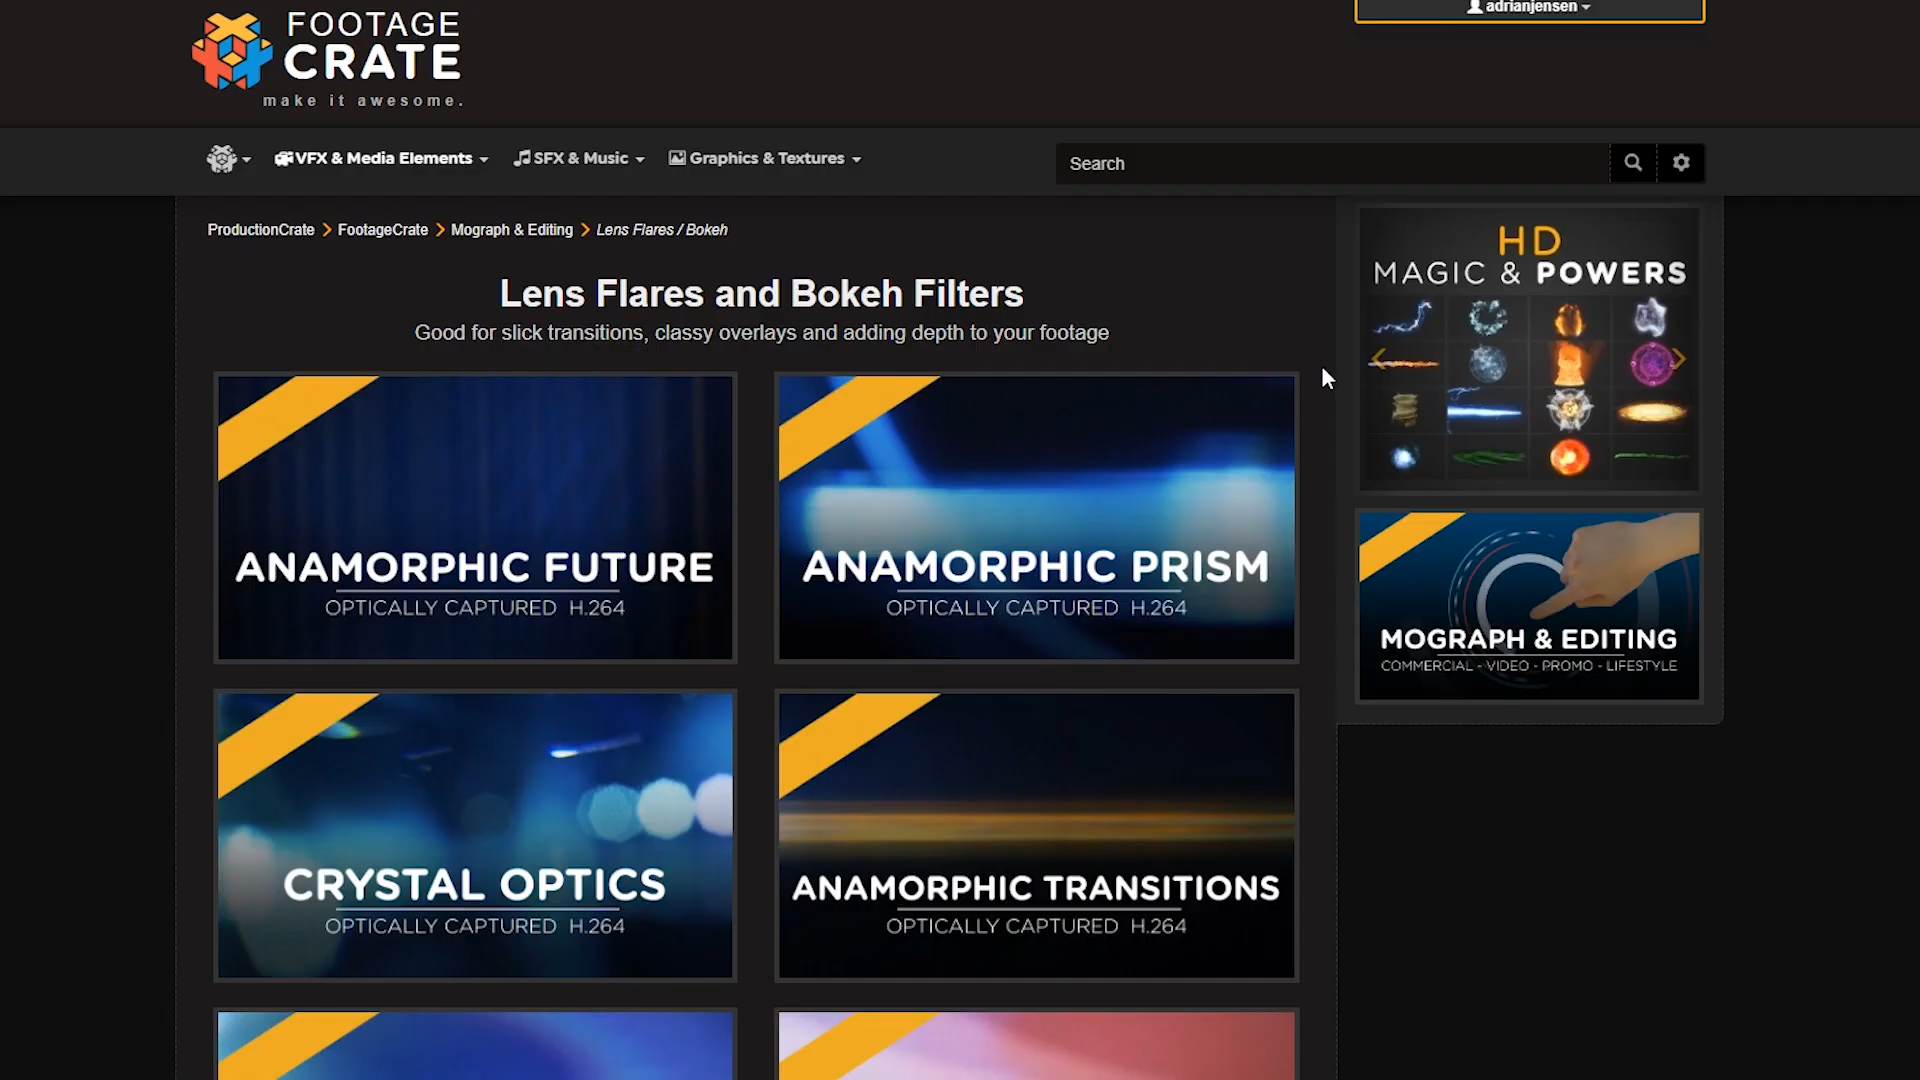 FOOTAGE
CRATE
make it awesome.
adrianjensen
VFX & Media Elements
SFX & Music
Graphics & Textures
Search
ProductionCrate
FootageCrate
Mograph & Editing
Lens Flares / Bokeh
Lens Flares and Bokeh Filters
Good for slick transitions, classy overlays and adding depth to your footage
HD
MAGIC & POWERS
ANAMORPHIC FUTURE
OPTICALLY CAPTURED H.264
ANAMORPHIC PRISM
OPTICALLY CAPTURED H.264
MOGRAPH & EDITING
COMMERCIAL - VIDEO - PROMO - LIFESTYLE
CRYSTAL OPTICS
OPTICALLY CAPTURED H.264
ANAMORPHIC TRANSITIONS
OPTICALLY CAPTURED H.264